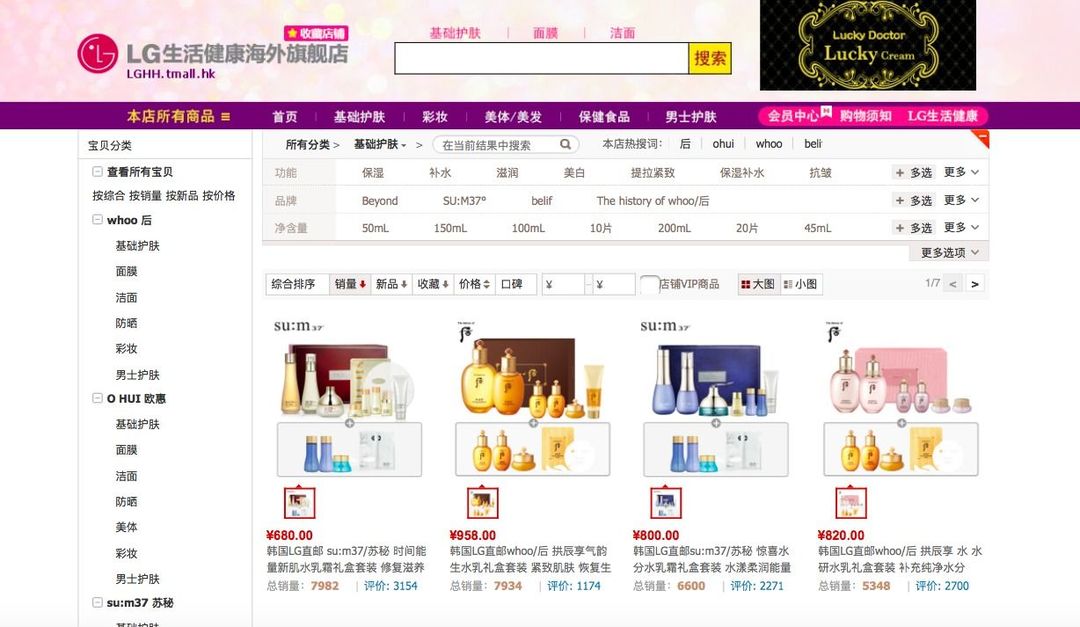 收藏店铺
LG生活健康海外旗舰店
LGHH.tmall.hk
基础护肤 面膜 洁面
搜索
Lucky Doctor
Lucky Cream
本店所有商品
首页 基础护肤 彩妆 美体/美发 保健食品 男士护肤 会员中心 购物须知 LG生活健康
宝贝分类
查看所有宝贝
按综合 按销量 按新品 按价格
whoo 后
基础护肤
面膜
洁面
防晒
彩妆
男士护肤
O HUI 欧惠
基础护肤
面膜
洁面
防晒
美体
彩妆
男士护肤
su:m37 苏秘
所有分类 > 基础护肤 > 在当前结果中搜索 本店热搜词： 后 ohui whoo beli
功能 保湿 补水 滋润 美白 提拉紧致 保湿补水 抗皱 + 多选 更多
品牌 Beyond SU:M37° belif The history of whoo/后 + 多选 更多
净含量 50mL 150mL 100mL 10片 200mL 20片 45mL + 多选 更多
更多选项
综合排序 销量 新品 收藏 价格 口碑 ¥ - ¥ 店铺VIP商品 大图 小图 1/7 < >
su:m37° su:m37°
¥680.00
韩国LG直邮 su:m37/苏秘 时间能
量新肌水乳霜礼盒套装 修复滋养
总销量：7982 | 评价: 3154
¥958.00
韩国LG直邮whoo/后 拱辰享气韵
生水乳礼盒套装 紧致肌肤 恢复生
总销量：7934 | 评价: 1174
¥800.00
韩国LG直邮su:m37/苏秘 惊喜水
分水乳霜礼盒套装 水漾柔润能量
总销量：6600 | 评价: 2271
¥820.00
韩国LG直邮whoo/后 拱辰享 水 水
研水乳霜礼盒套装 补充纯净水分
总销量：5348 | 评价: 2700